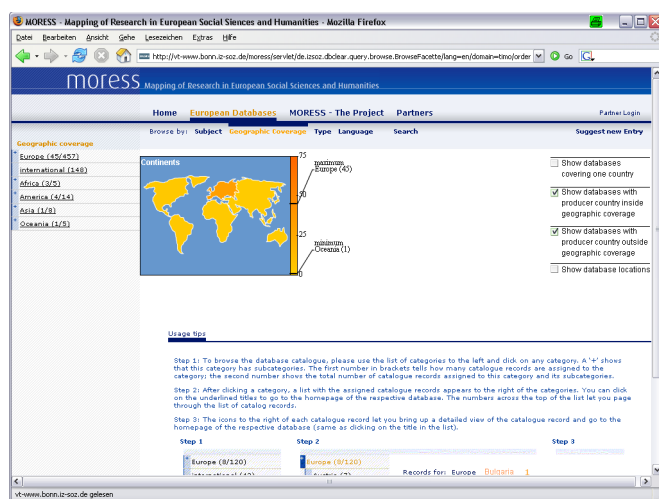 MORESS - Mapping of Research in European Social Siences and Humanities - Mozilla Firefox
Datei Bearbeiten Ansicht Gehe Lesezeichen Extras Hilfe
http://vt-www.bonn.iz-soz.de/moress/servlet/de.izsoz.dbclear.query.browse.BrowseFacette/lang=en/domain=timo/order
Go
G
moress Mapping of Research in European Social Sciences and Humanities
Home European Databases MORESS - The Project Partners Partner Login
Browse by: Subject Geographic Coverage Type Language Search Suggest new Entry
Geographic coverage
+ Europe (45/457)
international (148)
+ Africa (3/5)
+ America (4/14)
+ Asia (1/8)
+ Oceania (1/5)
Continents
75
50
25
0
maximum
Europe (45)
minimum
Oceania (1)
Show databases
covering one country
Show databases with
producer country inside
geographic coverage
Show databases with
producer country outside
geographic coverage
Show database locations
Usage tips
Step 1: To browse the database catalogue, please use the list of categories to the left and click on any category. A '+' shows
that this category has subcategories. The first number in brackets tells how many catalogue records are assigned to the
category; the second number shows the total number of catalogue records assigned to this category and its subcategories.
Step 2: After clicking a category, a list with the assigned catalogue records appears to the right of the categories. You can click
on the underlined titles to go to the homepage of the respective database. The numbers across the top of the list let you page
through the list of catalog records.
Step 3: The icons to the right of each catalogue record let you bring up a detailed view of the catalogue record and go to the
homepage of the respective database (same as clicking on the title in the list).
Step 1 Step 2 Step 3
+ Europe (8/120) Europe (8/120)
Records for: Europe Bulgaria 1
vt-www.bonn.iz-soz.de gelesen